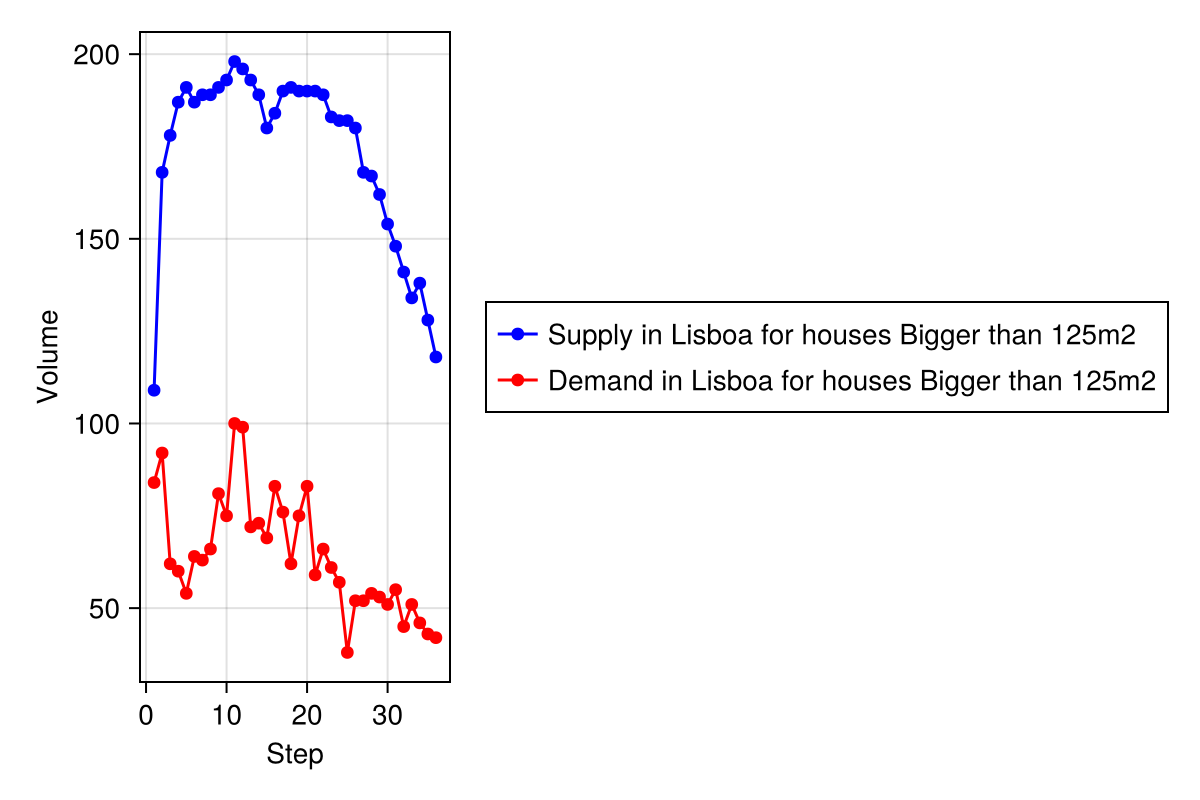 200
150
100
50
Volume
0 10 20 30
Step
Supply in Lisboa for houses Bigger than 125m2
Demand in Lisboa for houses Bigger than 125m2